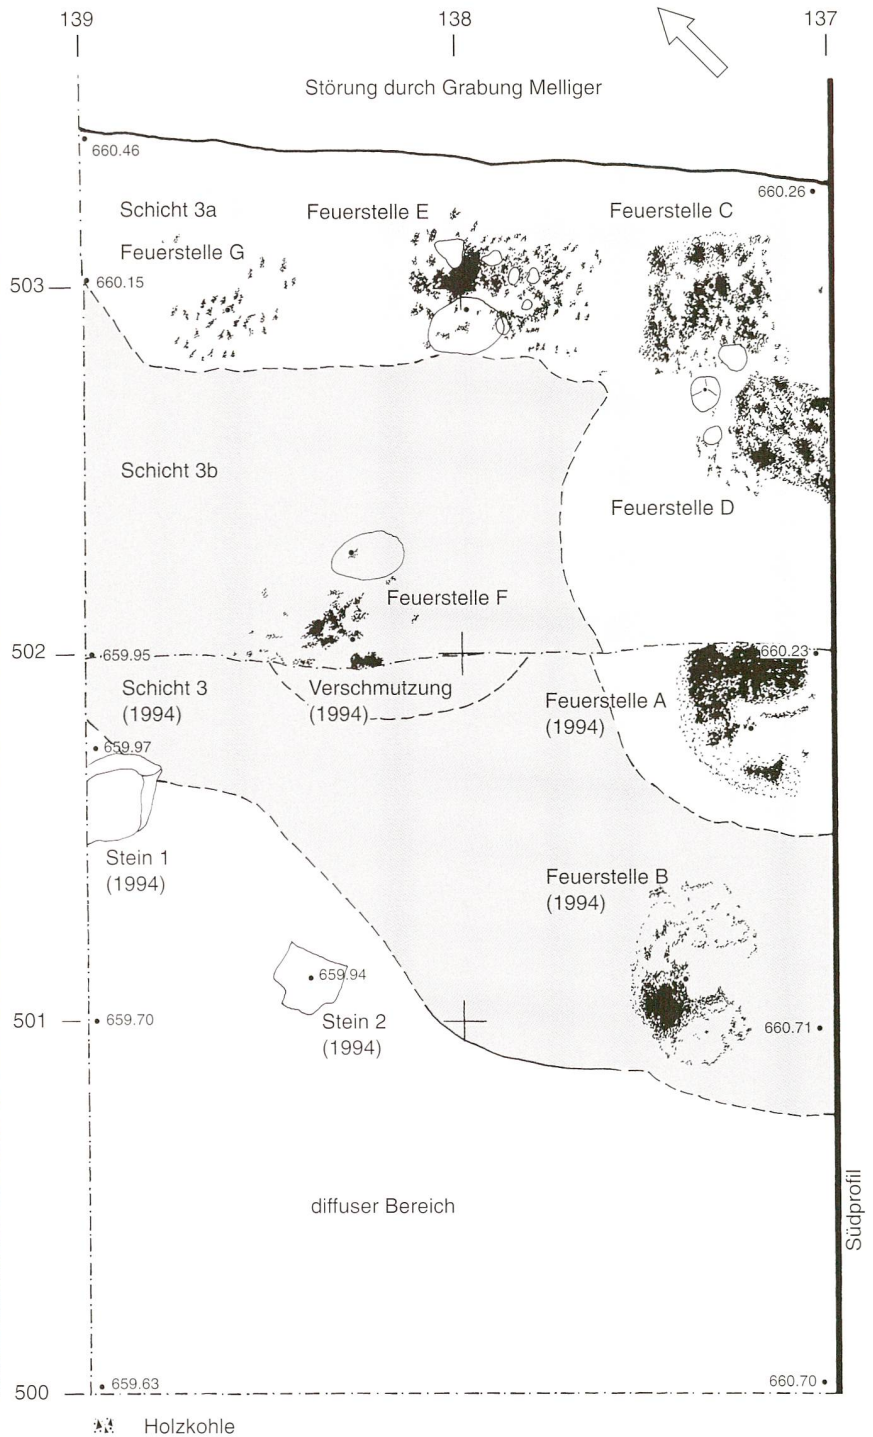 139 138 137
Störung durch Grabung Melliger
660.46
660.26
Schicht 3a
Feuerstelle E
Feuerstelle C
Feuerstelle G
503
660.15
Schicht 3b
Feuerstelle D
Feuerstelle F
502
659.95
660.23
Schicht 3
(1994)
Verschmutzung
(1994)
Feuerstelle A
(1994)
659.97
Stein 1
(1994)
Feuerstelle B
(1994)
659.94
501
659.70
Stein 2
(1994)
660.71
diffuser Bereich
Südprofil
659.63
660.70
500
Holzkohle